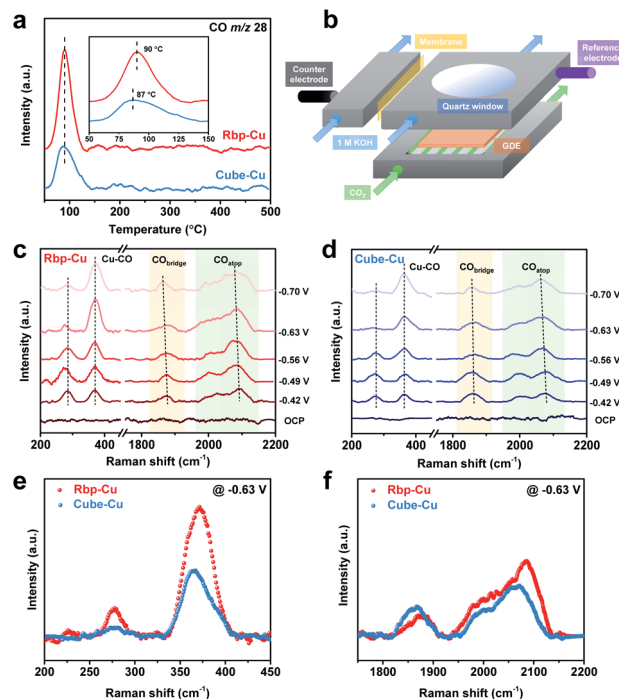 a
CO m/z 28
90 °C
87 °C
50 75 100 125 150
Rbp-Cu
Cube-Cu
Intensity (a.u.)
100 200 300 400 500
Temperature (°C)
b
Membrane
Counter
electrode
Reference
electrode
Quartz window
1 M KOH
GDE
CO₂
c
Rbp-Cu
Cu-CO
CObridge
COatop
-0.70 V
-0.63 V
-0.56 V
-0.49 V
-0.42 V
OCP
Intensity (a.u.)
200 400 1800 2000 2200
Raman shift (cm⁻¹)
d
Cube-Cu
Cu-CO
CObridge
COatop
-0.70 V
-0.63 V
-0.56 V
-0.49 V
-0.42 V
OCP
Intensity (a.u.)
200 400 1800 2000 2200
Raman shift (cm⁻¹)
e
Rbp-Cu
Cube-Cu
@ -0.63 V
Intensity (a.u.)
200 250 300 350 400 450
Raman shift (cm⁻¹)
f
Rbp-Cu
Cube-Cu
@ -0.63 V
Intensity (a.u.)
1800 1900 2000 2100 2200
Raman shift (cm⁻¹)